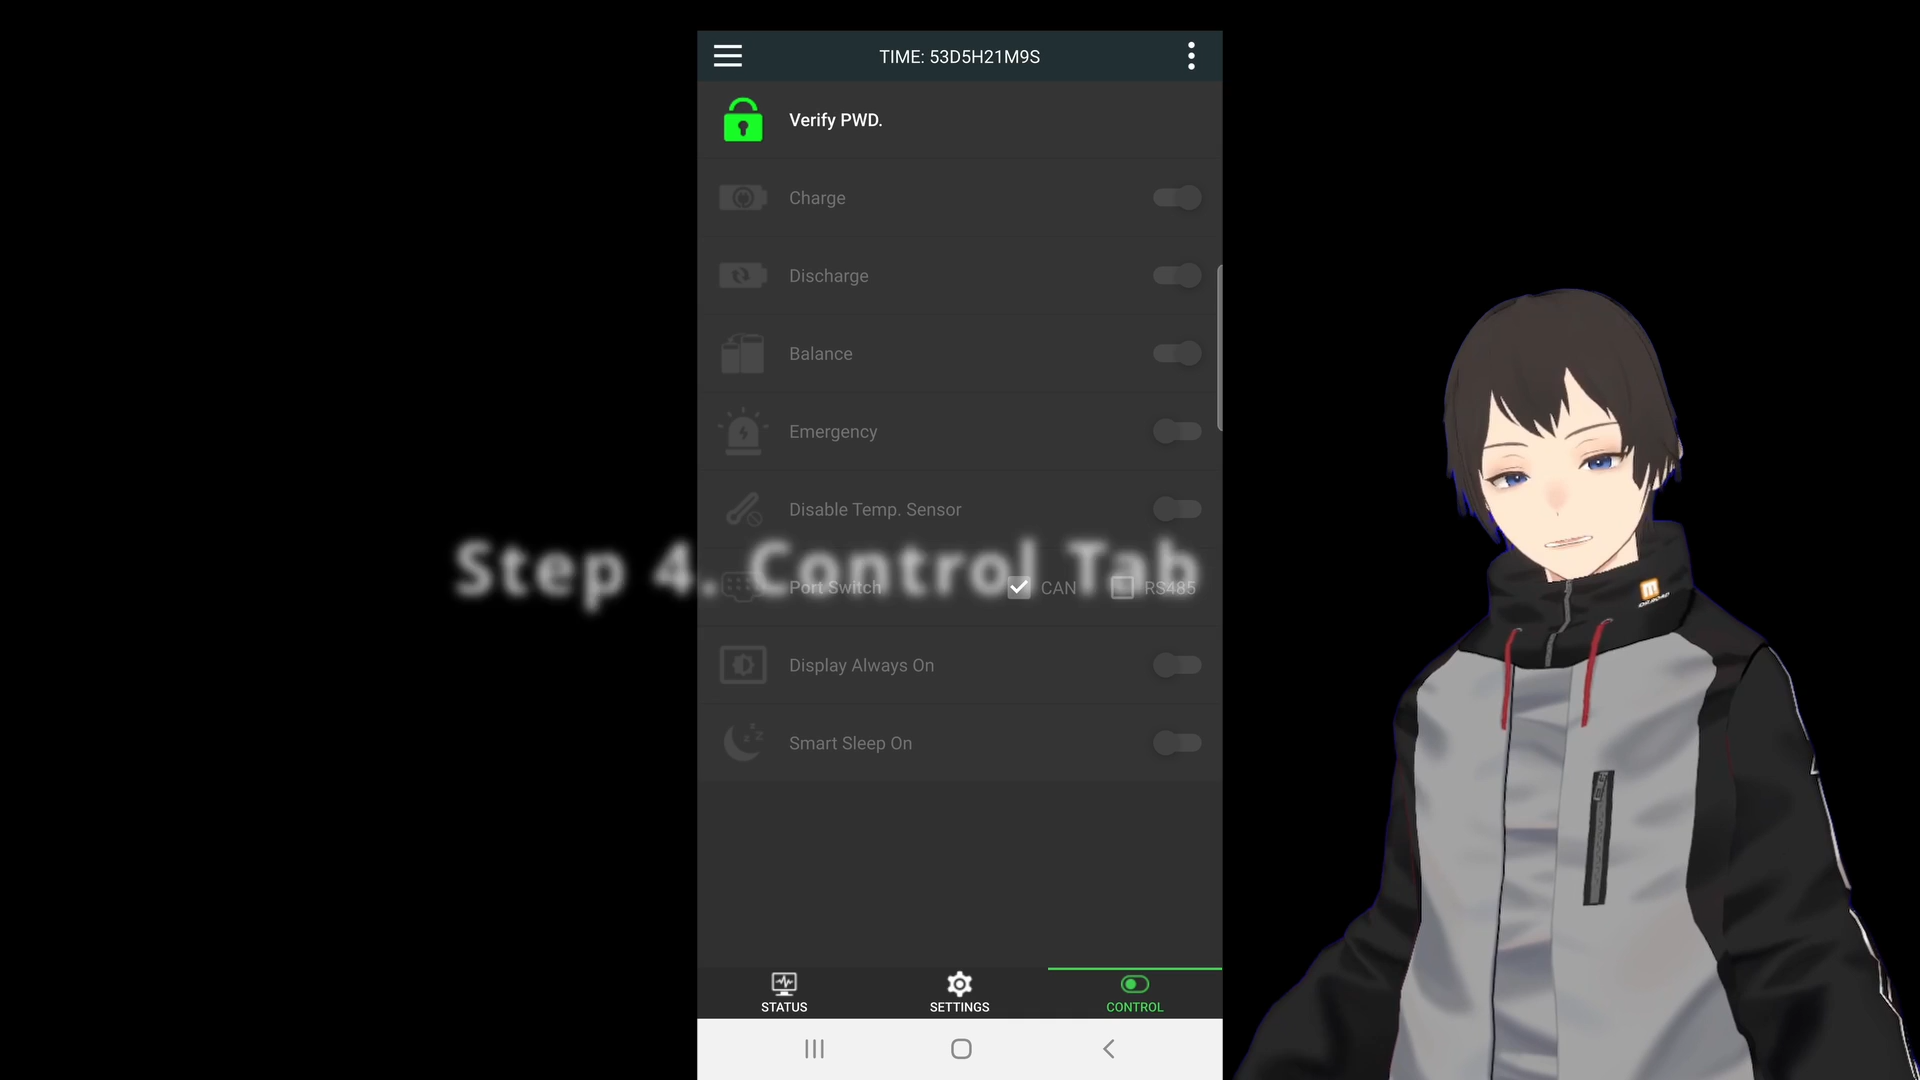 TIME: 53D5H21M9S
Verify PWD.
Charge
Discharge
Balance
Emergency
Disable Temp. Sensor
Step 4. Control Tab
Port Switch CAN RS485
Display Always On
Smart Sleep On
STATUS SETTINGS CONTROL